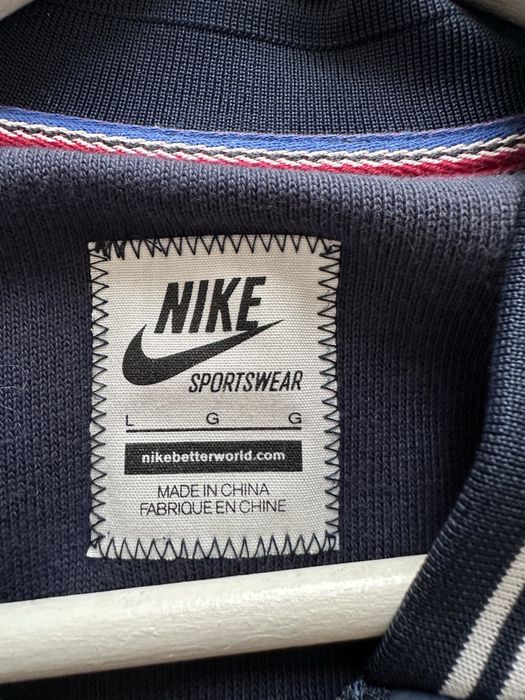 NIKE
SPORTSWEAR
L G G
nikebetterworld.com
MADE IN CHINA
FABRIQUE EN CHINE